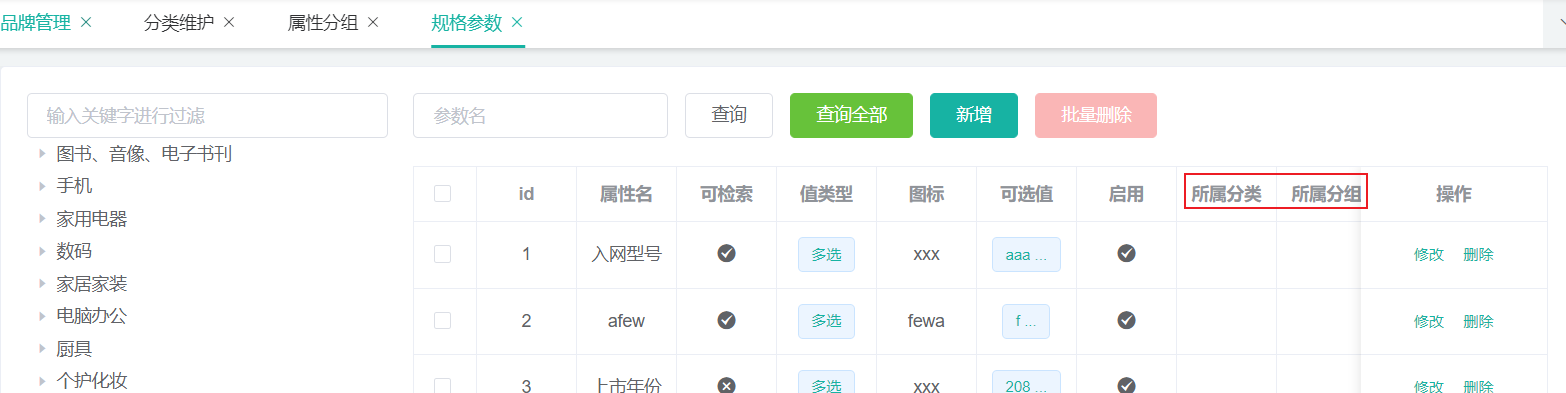 品牌管理 分类维护 属性分组 规格参数
输入关键字进行过滤 参数名 查询 查询全部 新增 批量删除
图书、音像、电子书刊
手机
家用电器
数码
家居家装
电脑办公
厨具
个护化妆
id 属性名 可检索 值类型 图标 可选值 启用 所属分类 所属分组 操作
1 入网型号 多选 xxx aaa ... 修改 删除
2 afew 多选 fewa f ... 修改 删除
3 上市年份 多选 xxx 208 ... 修改 删除